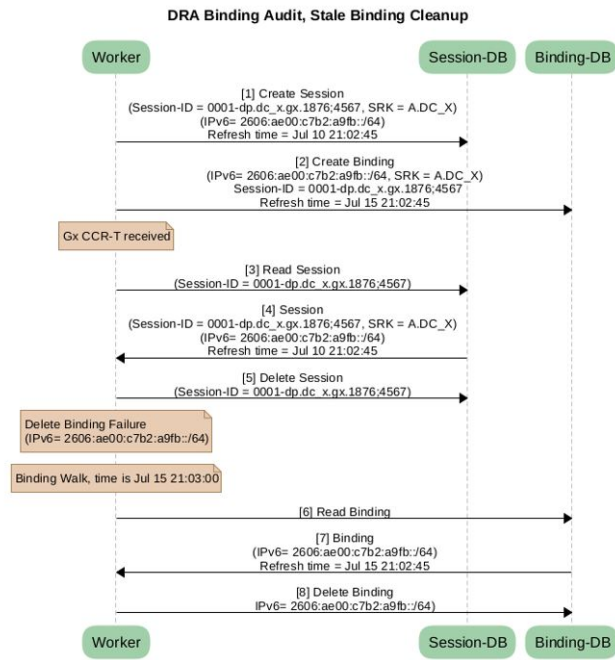 DRA Binding Audit, Stale Binding Cleanup
Worker
Session-DB
Binding-DB
[1] Create Session
(Session-ID = 0001-dp.dc_x.gx.1876;4567, SRK = A.DC_X)
(IPv6= 2606:ae00:c7b2:a9fb::/64)
Refresh time = Jul 10 21:02:45
[2] Create Binding
(IPv6= 2606:ae00:c7b2:a9fb::/64, SRK = A.DC_X)
Session-ID = 0001-dp.dc_x.gx.1876;4567
Refresh time = Jul 15 21:02:45
Gx CCR-T received
[3] Read Session
(Session-ID = 0001-dp.dc_x.gx.1876;4567)
[4] Session
(Session-ID = 0001-dp.dc_x.gx.1876;4567, SRK = A.DC_X)
(IPv6= 2606:ae00:c7b2:a9fb::/64)
Refresh time = Jul 10 21:02:45
[5] Delete Session
(Session-ID = 0001-dp.dc_x.gx.1876;4567)
Delete Binding Failure
(IPv6= 2606:ae00:c7b2:a9fb::/64)
Binding Walk, time is Jul 15 21:03:00
[6] Read Binding
[7] Binding
(IPv6= 2606:ae00:c7b2:a9fb::/64)
Refresh time = Jul 15 21:02:45
[8] Delete Binding
IPv6= 2606:ae00:c7b2:a9fb::/64)
Worker
Session-DB
Binding-DB